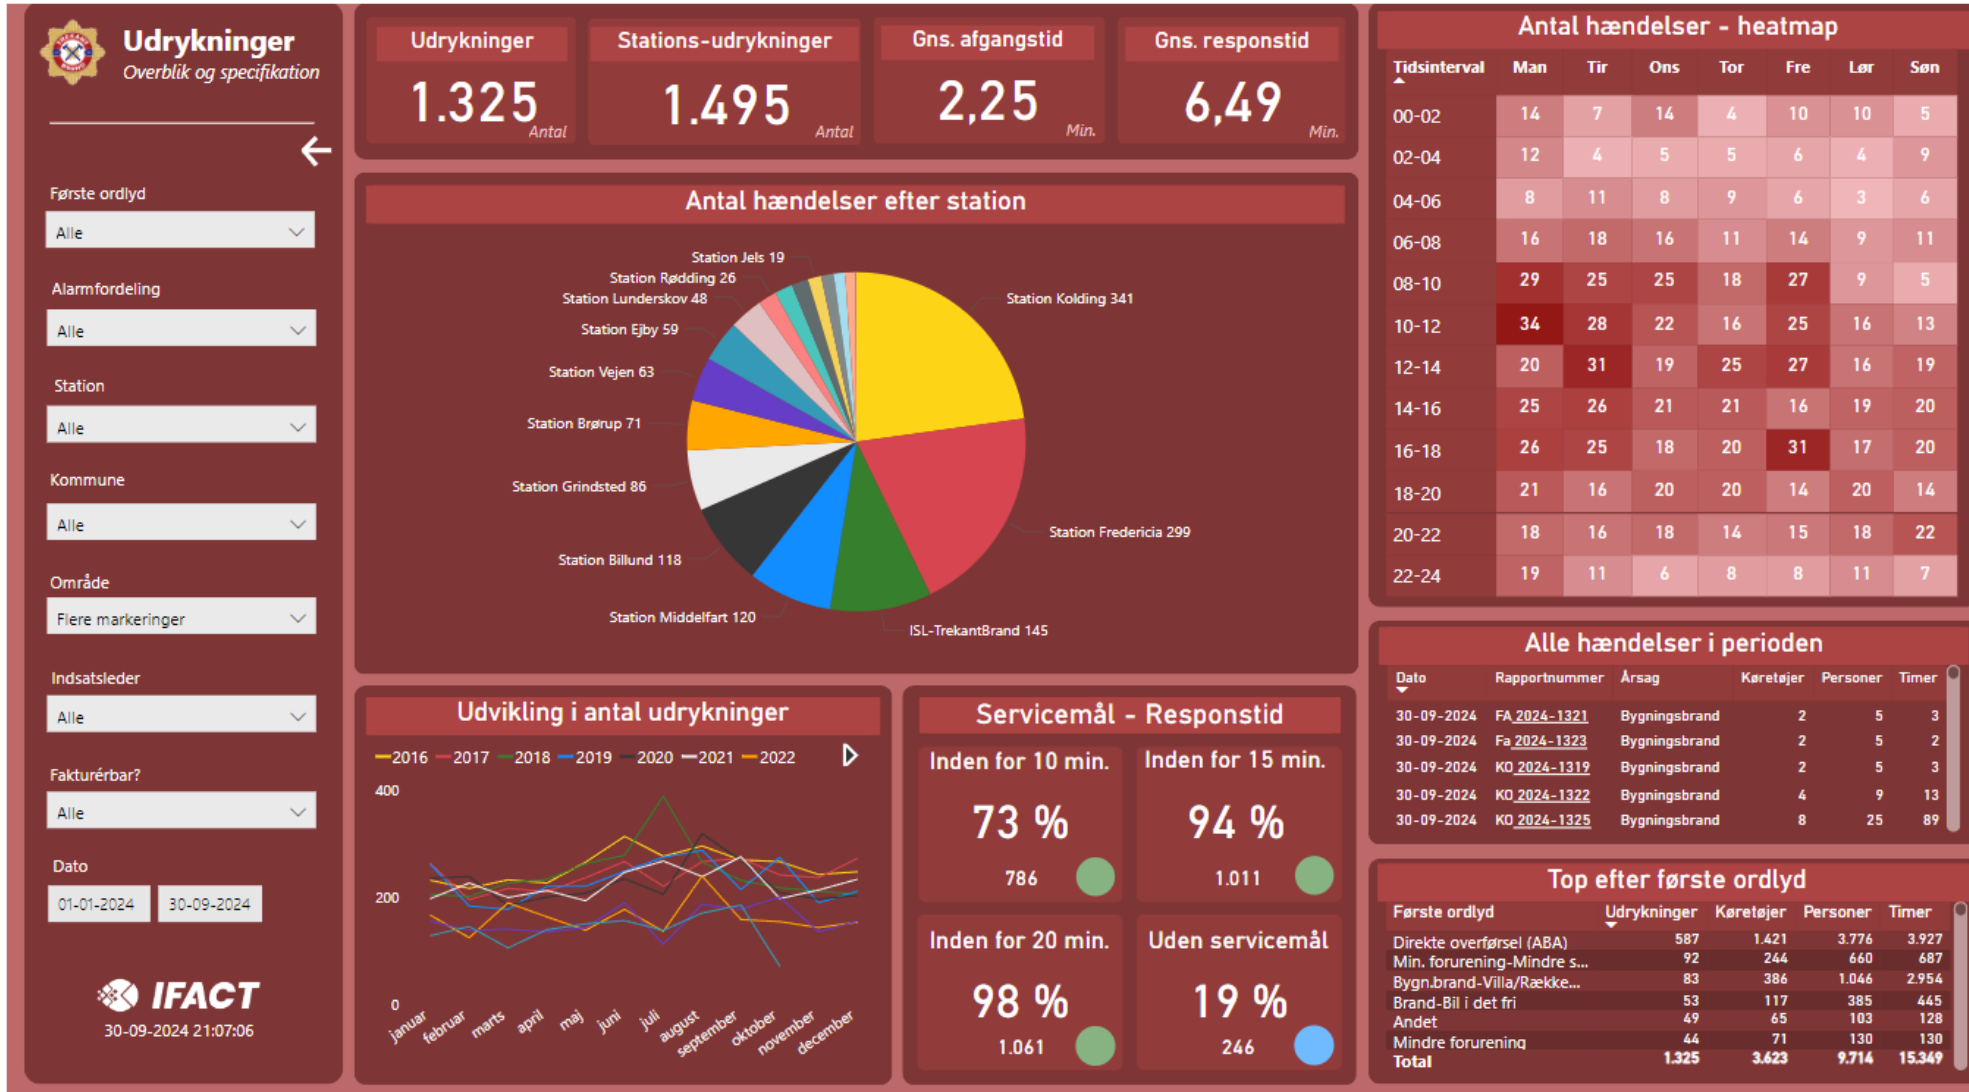 Udrykninger
Overblik og specifikation
Første ordlyd
Alle
Alarmfordeling
Alle
Station
Alle
Kommune
Alle
Område
Flere markeringer
Indsatsleder
Alle
Fakturérbar?
Alle
Dato
01-01-2024 30-09-2024
IFACT
30-09-2024 21:07:06
Udrykninger
1.325
Antal
Stations-udrykninger
1.495
Antal
Gns. afgangstid
2,25
Min.
Gns. responstid
6,49
Min.
Antal hændelser efter station
Station Jels 19
Station Rødding 26
Station Lunderskov 48
Station Ejby 59
Station Vejen 63
Station Brørup 71
Station Grindsted 86
Station Billund 118
Station Middelfart 120
ISL-TrekantBrand 145
Station Fredericia 299
Station Kolding 341
Udvikling i antal udrykninger
2016 2017 2018 2019 2020 2021 2022
400
200
0
januar februar marts april maj juni juli august september oktober november december
Servicemål - Responstid
Inden for 10 min.
73 %
786
Inden for 15 min.
94 %
1.011
Inden for 20 min.
98 %
1.061
Uden servicemål
19 %
246
Antal hændelser - heatmap
Tidsinterval Man Tir Ons Tor Fre Lør Søn
00-02 14 7 14 4 10 10 5
02-04 12 4 5 5 6 4 9
04-06 8 11 8 9 6 3 6
06-08 16 18 16 11 14 9 11
08-10 29 25 25 18 27 9 5
10-12 34 28 22 16 25 16 13
12-14 20 31 19 25 27 16 19
14-16 25 26 21 21 16 19 20
16-18 26 25 18 20 31 17 20
18-20 21 16 20 20 14 20 14
20-22 18 16 18 14 15 18 22
22-24 19 11 6 8 8 11 7
Alle hændelser i perioden
Dato Rapportnummer Årsag Køretøjer Personer Timer
30-09-2024 FA 2024-1321 Bygningsbrand 2 5 3
30-09-2024 Fa 2024-1323 Bygningsbrand 2 5 2
30-09-2024 KO 2024-1319 Bygningsbrand 2 5 3
30-09-2024 KO 2024-1322 Bygningsbrand 4 9 13
30-09-2024 KO 2024-1325 Bygningsbrand 8 25 89
Top efter første ordlyd
Første ordlyd Udrykninger Køretøjer Personer Timer
Direkte overførsel (ABA) 587 1.421 3.776 3.927
Min. forurening-Mindre s... 92 244 660 687
Bygn.brand-Villa/Række... 83 386 1.046 2.954
Brand-Bil i det fri 53 117 385 445
Andet 49 65 103 128
Mindre forurening 44 71 130 130
Total 1.325 3.623 9.714 15.349